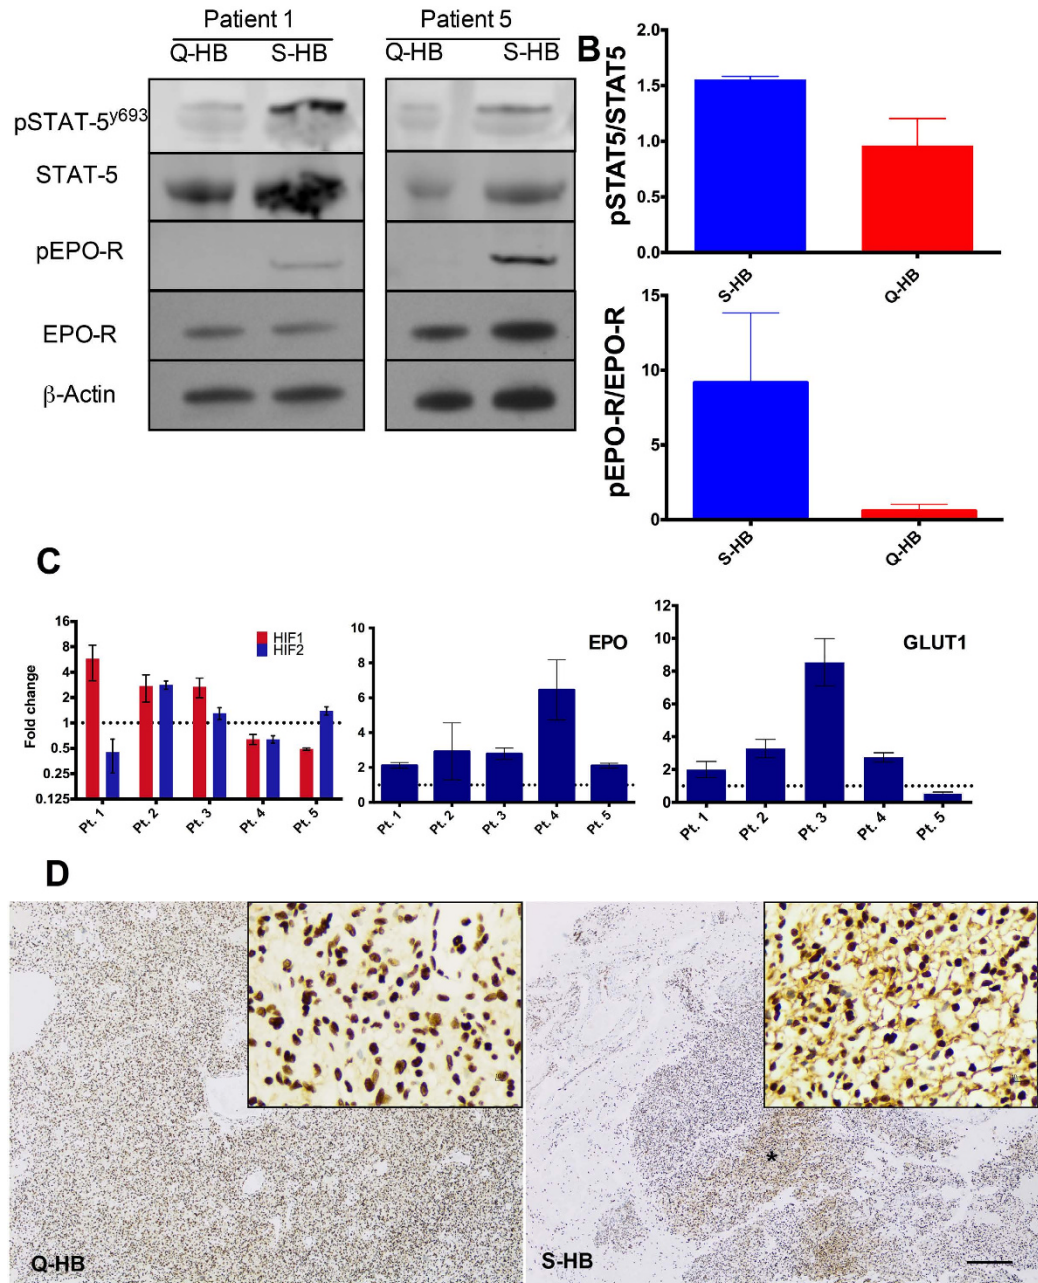 Patient 1
Patient 5
Q-HB S-HB
Q-HB S-HB
pSTAT-5y693
STAT-5
pEPO-R
EPO-R
β-Actin
B
pSTAT5/STAT5
2.0
1.5
1.0
0.5
0.0
S-HB
Q-HB
pEPO-R/EPO-R
15
10
5
0
S-HB
Q-HB
C
Fold change
16
8
4
2
1
0.5
0.25
0.125
HIF1
HIF2
Pt. 1
Pt. 2
Pt. 3
Pt. 4
Pt. 5
EPO
10
8
6
4
2
0
Pt. 1
Pt. 2
Pt. 3
Pt. 4
Pt. 5
GLUT1
12
10
8
6
4
2
0
Pt. 1
Pt. 2
Pt. 3
Pt. 4
Pt. 5
D
Q-HB
*
S-HB